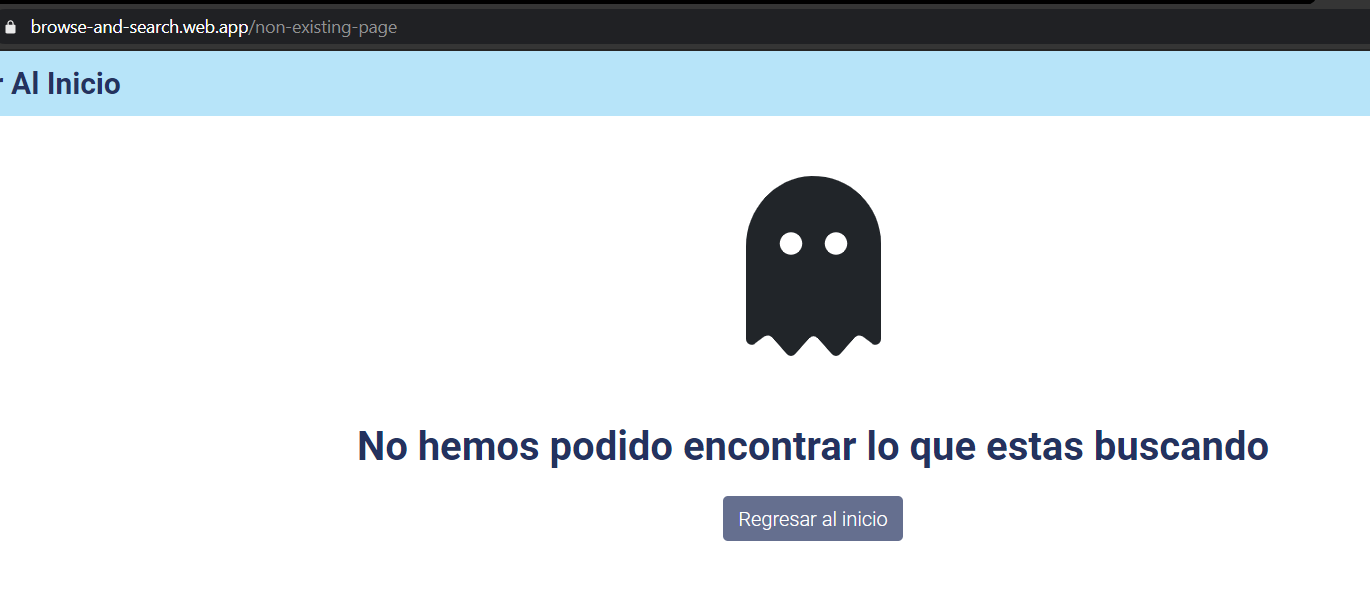 browse-and-search.web.app/non-existing-page
Al Inicio
No hemos podido encontrar lo que estas buscando
Regresar al inicio